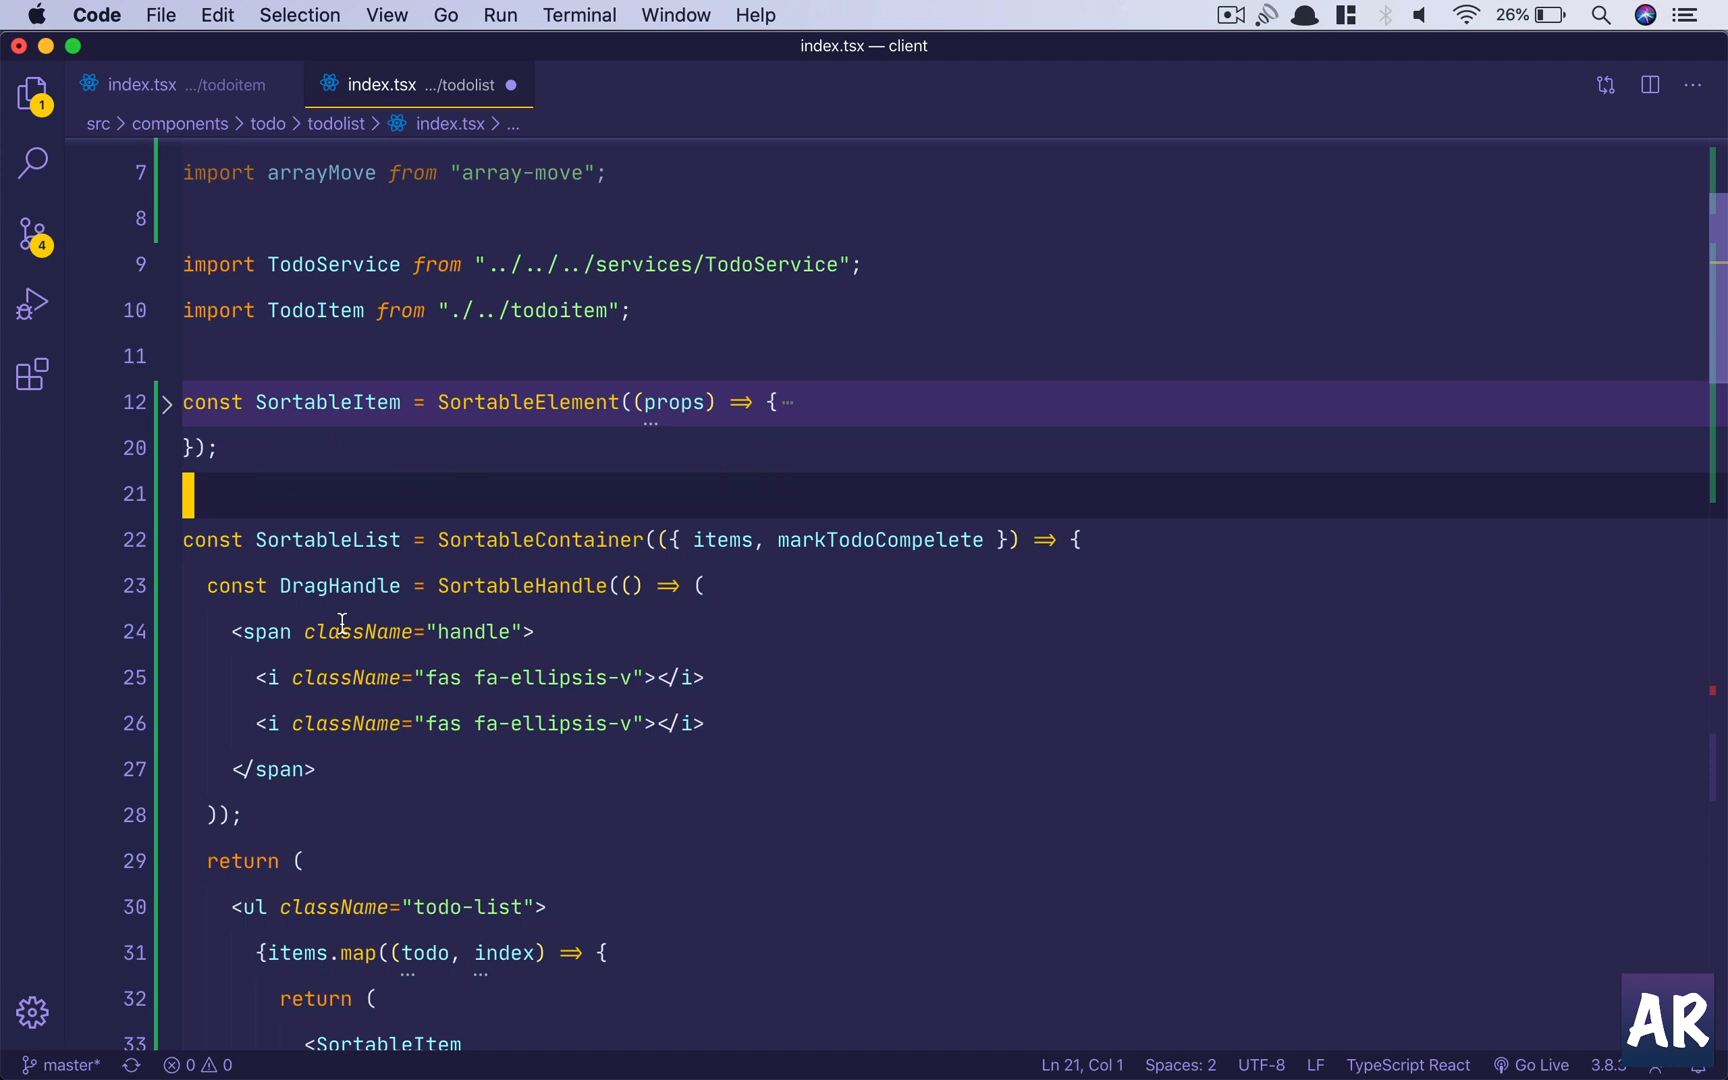 Code File Edit Selection View Go Run Terminal Window Help 26%
index.tsx — client
index.tsx .../todoitem index.tsx .../todolist
1
src > components > todo > todolist > index.tsx > ...
7 import arrayMove from "array-move";
8
4
9 import TodoService from "../../../services/TodoService";
10 import TodoItem from "./../todoitem";
11
12 const SortableItem = SortableElement((props) => {
20 });
21
22 const SortableList = SortableContainer(({ items, markTodoCompelete }) => {
23 const DragHandle = SortableHandle(() => (
24 <span className="handle">
25 <i className="fas fa-ellipsis-v"></i>
26 <i className="fas fa-ellipsis-v"></i>
27 </span>
28 ));
29 return (
30 <ul className="todo-list">
31 {items.map((todo, index) => {
32 return (
33 <SortableItem
AR
master* 0 0 Ln 21, Col 1 Spaces: 2 UTF-8 LF TypeScript React Go Live